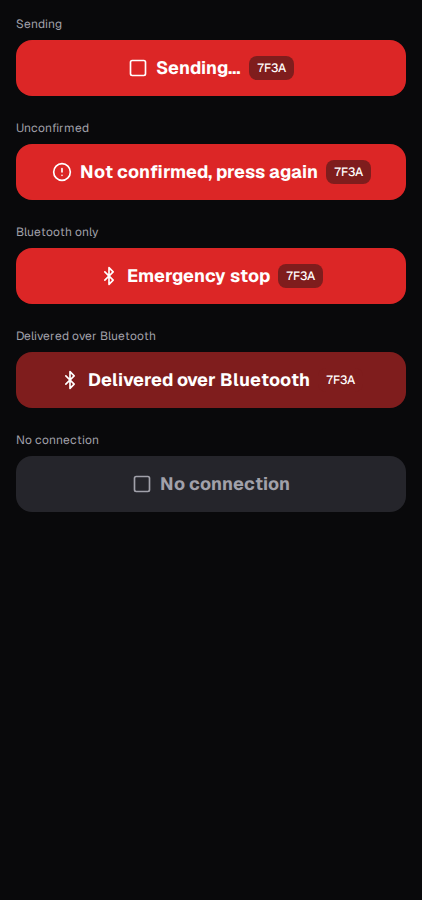 Sending
Sending... 7F3A
Unconfirmed
Not confirmed, press again 7F3A
Bluetooth only
Emergency stop 7F3A
Delivered over Bluetooth
Delivered over Bluetooth 7F3A
No connection
No connection